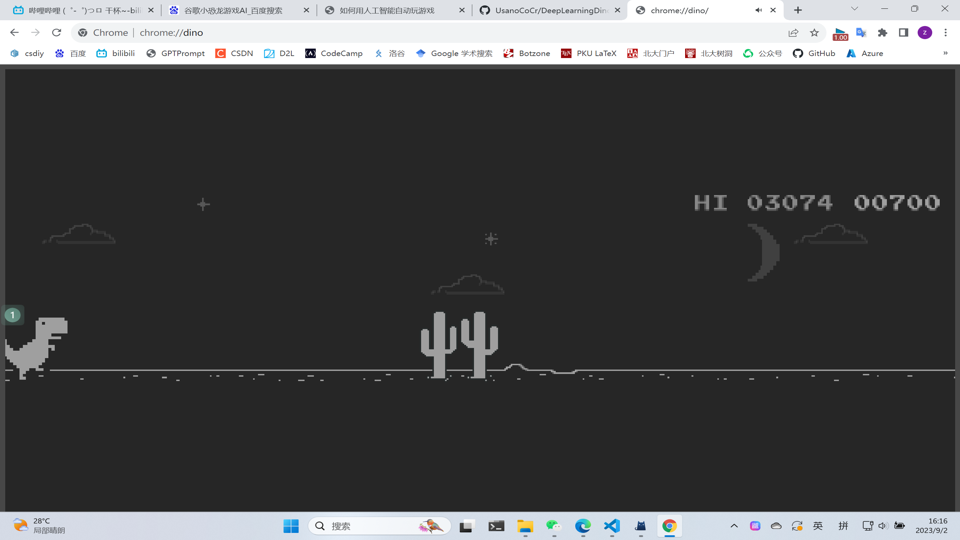 哔哩哔哩 (゜-゜)つロ 干杯~-bili
谷歌小恐龙游戏AI_百度搜索
如何用人工智能自动玩游戏
UsanoCoCr/DeepLearningDin
chrome://dino/
Chrome | chrome://dino
1.00
z
csdiy
百度
bilibili
GPTPrompt
CSDN
D2L
CodeCamp
洛谷
Google 学术搜索
Botzone
PKU LaTeX
北大门户
北大树洞
公众号
GitHub
Azure
»
HI 03074 00700
1
28°C
局部晴朗
搜索
英
拼
16:16
2023/9/2